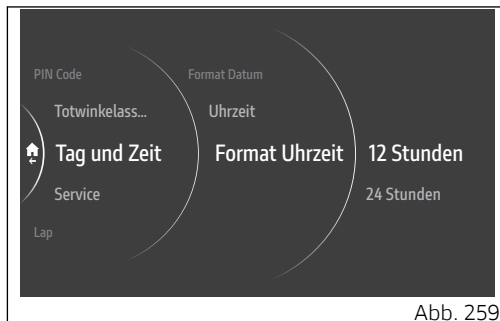 PIN Code
Totwinkelass...
Tag und Zeit
Service
Lap
Format Datum
Uhrzeit
Format Uhrzeit
12 Stunden
24 Stunden
Abb. 259